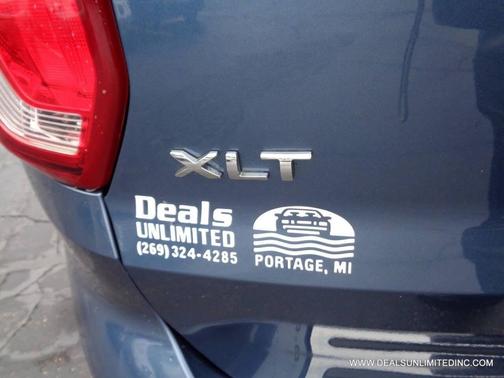 XLT
Deals
UNLIMITED
(269) 324-4285
PORTAGE, MI
WWW.DEALSUNLIMITEDINC.COM